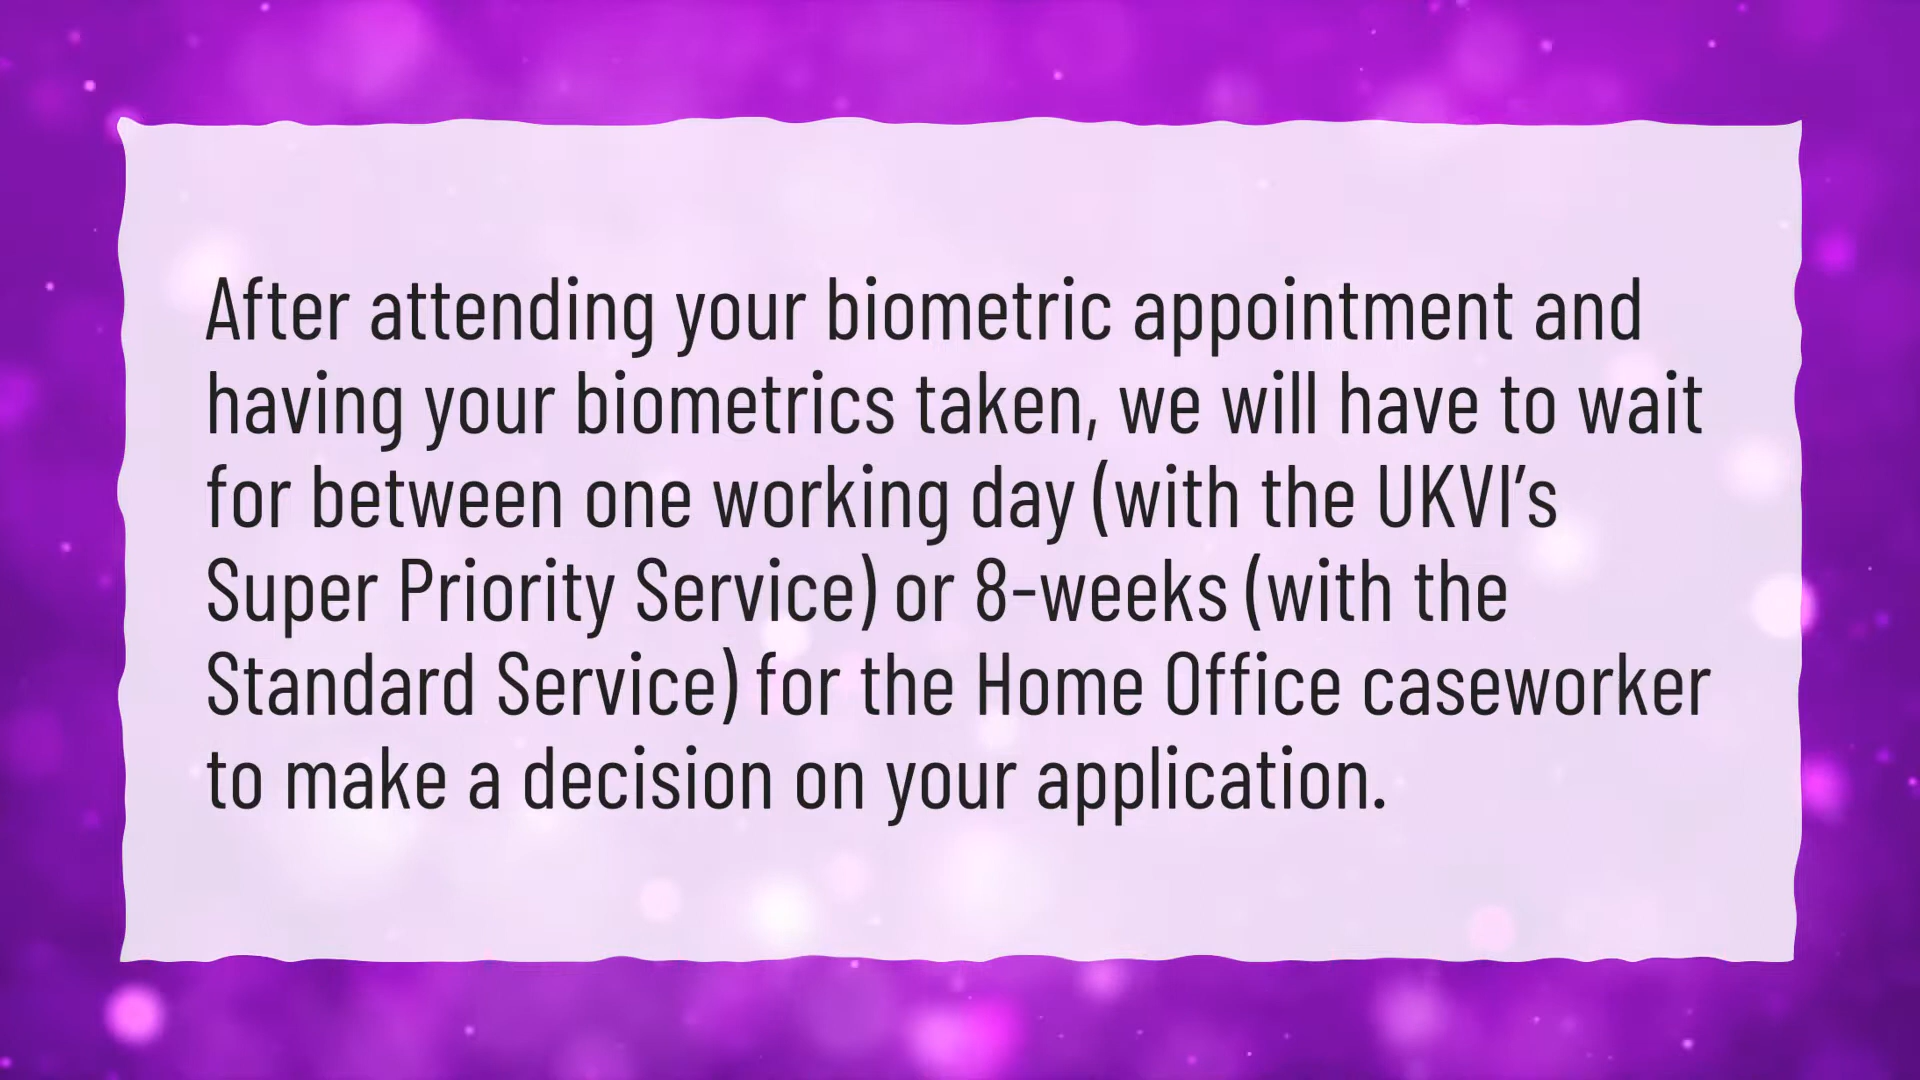 After attending your biometric appointment and
having your biometrics taken, we will have to wait
for between one working day (with the UKVI’s
Super Priority Service) or 8-weeks (with the
Standard Service) for the Home Office caseworker
to make a decision on your application.